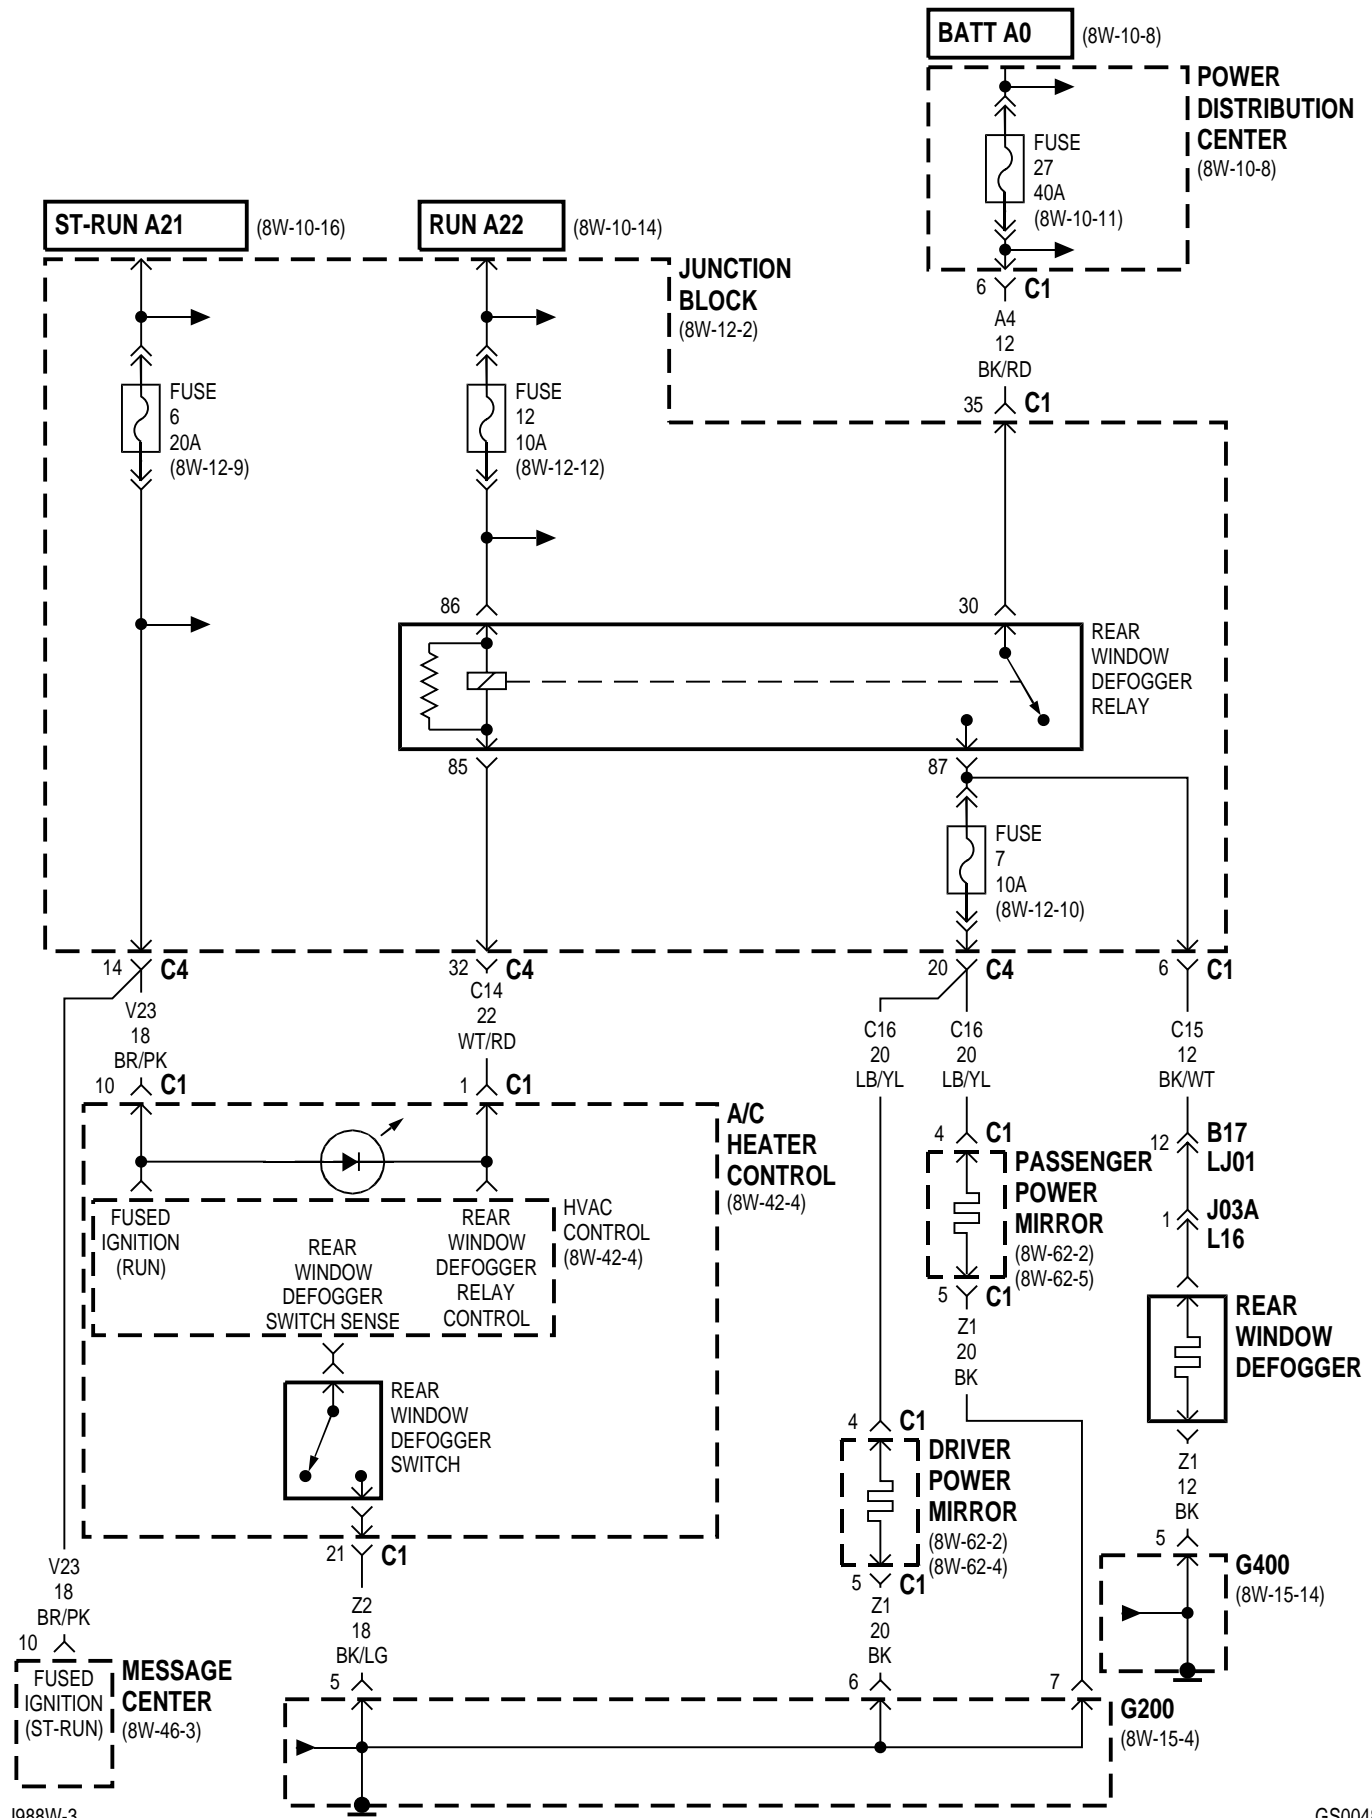 BATT A0 (8W-10-8)
POWER
DISTRIBUTION
CENTER
(8W-10-8)
FUSE
27
40A
(8W-10-11)
6 C1
A4
12
BK/RD
35 C1
ST-RUN A21 (8W-10-16)
RUN A22 (8W-10-14)
JUNCTION
BLOCK
(8W-12-2)
FUSE
6
20A
(8W-12-9)
FUSE
12
10A
(8W-12-12)
86
30
REAR
WINDOW
DEFOGGER
RELAY
85
87
FUSE
7
10A
(8W-12-10)
14 C4
32 C4
20 C4
6 C1
V23
18
BR/PK
10 C1
C14
22
WT/RD
1 C1
C16
20
LB/YL
C16
20
LB/YL
C15
12
BK/WT
A/C
HEATER
CONTROL
(8W-42-4)
FUSED
IGNITION
(RUN)
REAR
WINDOW
DEFOGGER
SWITCH SENSE
REAR
WINDOW
DEFOGGER
RELAY
CONTROL
HVAC
CONTROL
(8W-42-4)
REAR
WINDOW
DEFOGGER
SWITCH
21 C1
4 C1
PASSENGER
POWER
MIRROR
(8W-62-2)
(8W-62-5)
5 C1
Z1
20
BK
12 B17
LJ01
1 J03A
L16
REAR
WINDOW
DEFOGGER
Z1
12
BK
5
G400
(8W-15-14)
4 C1
DRIVER
POWER
MIRROR
(8W-62-2)
(8W-62-4)
5 C1
Z1
20
BK
6
7
Z2
18
BK/LG
5
G200
(8W-15-4)
V23
18
BR/PK
10
FUSED
IGNITION
(ST-RUN)
MESSAGE
CENTER
(8W-46-3)
J988W-3
GS004